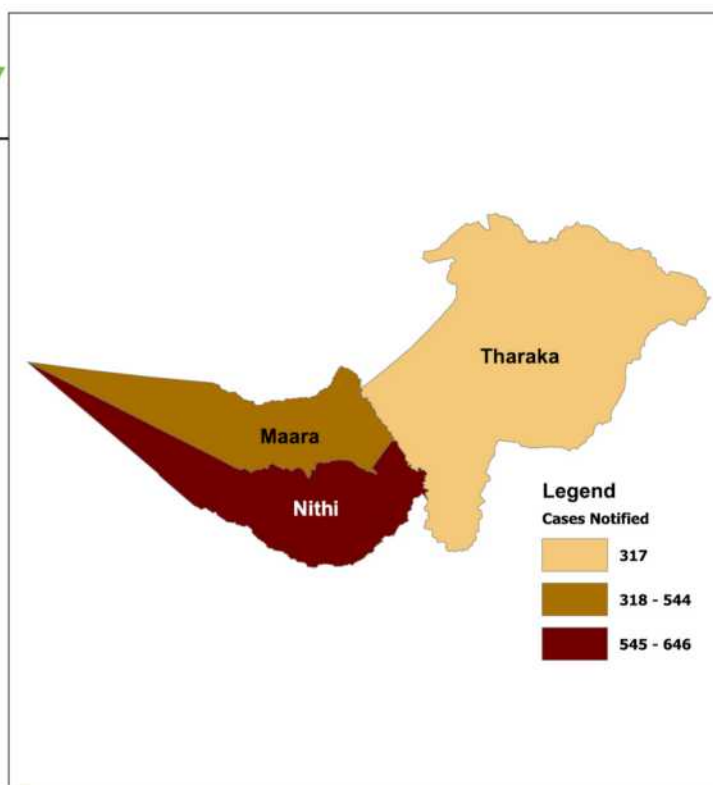 Tharaka
Maara
Nithi
Legend
Cases Notified
317
318 - 544
545 - 646